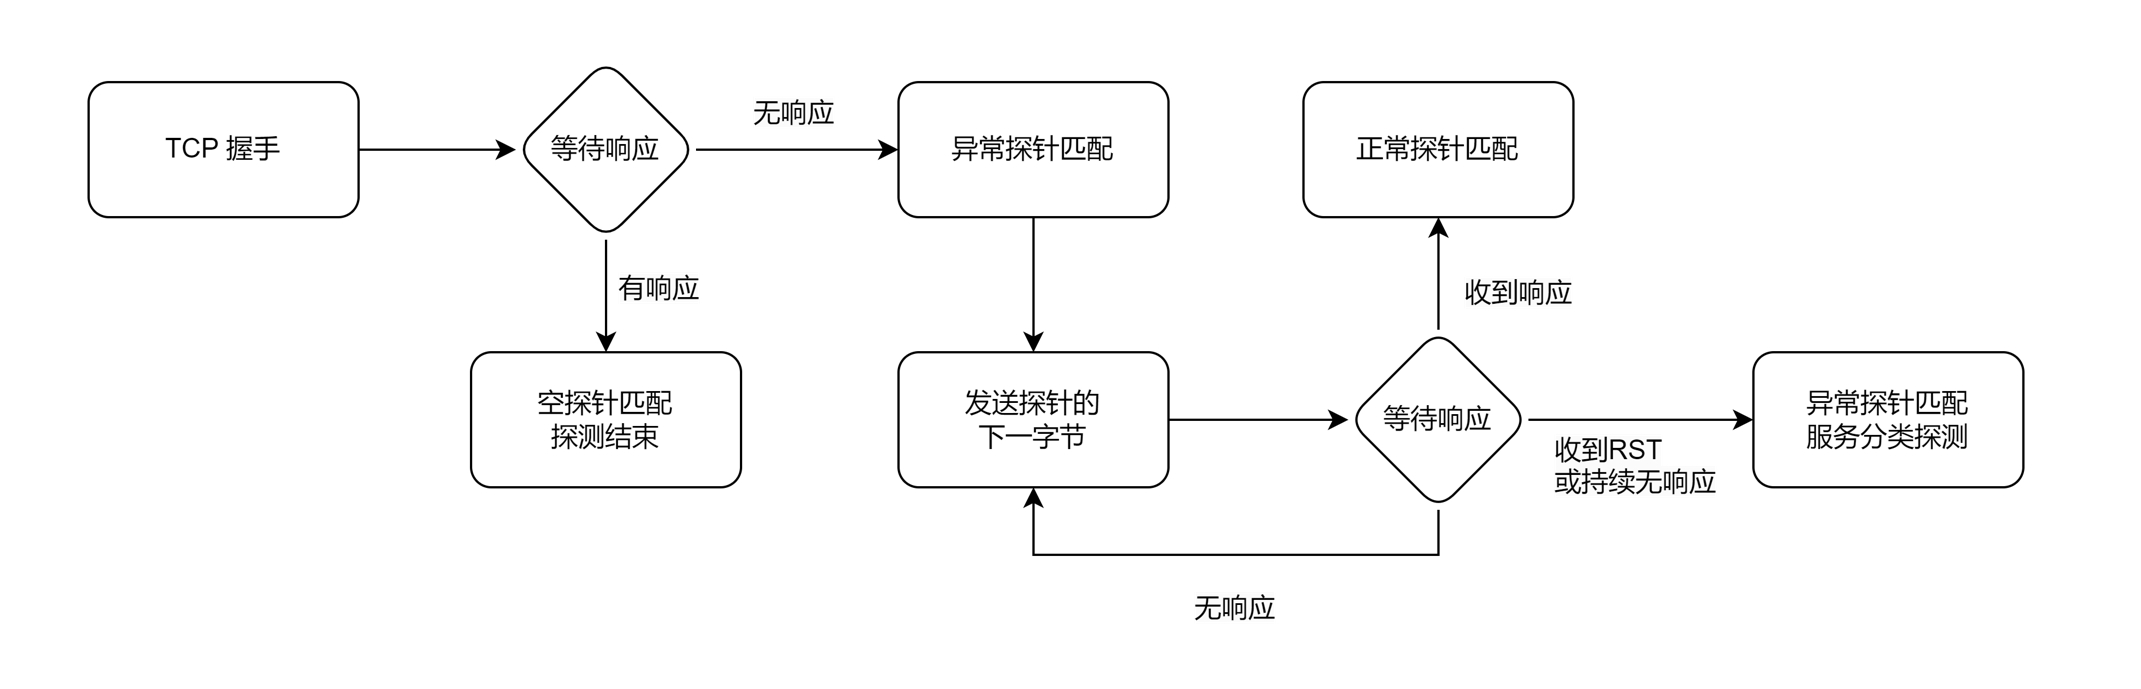 TCP 握手
等待响应
无响应
异常探针匹配
正常探针匹配
有响应
收到响应
空探针匹配
探测结束
发送探针的
下一字节
等待响应
收到RST
或持续无响应
异常探针匹配
服务分类探测
无响应